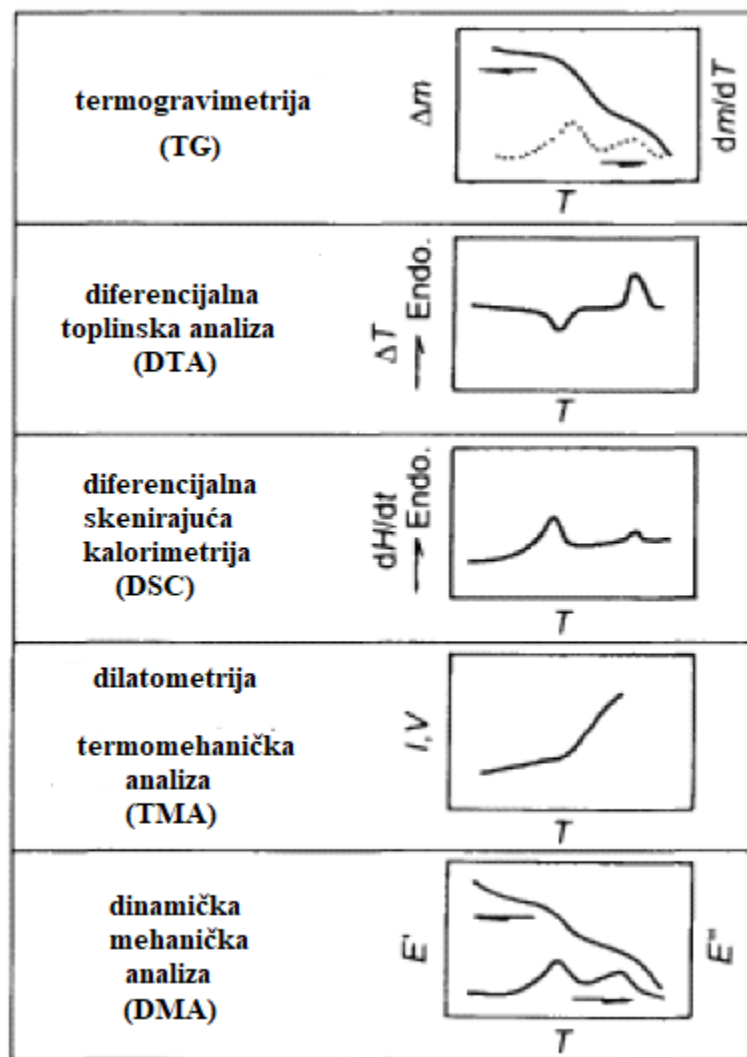 termogravimetrija
(TG)
Δm
dm/dT
T
diferencijalna
toplinska analiza
(DTA)
ΔT
Endo.
T
diferencijalna
skenirajuća
kalorimetrija
(DSC)
dH/dt
Endo.
T
dilatometrija
termomehanička
analiza
(TMA)
l,V
T
dinamička
mehanička
analiza
(DMA)
E'
E"
T